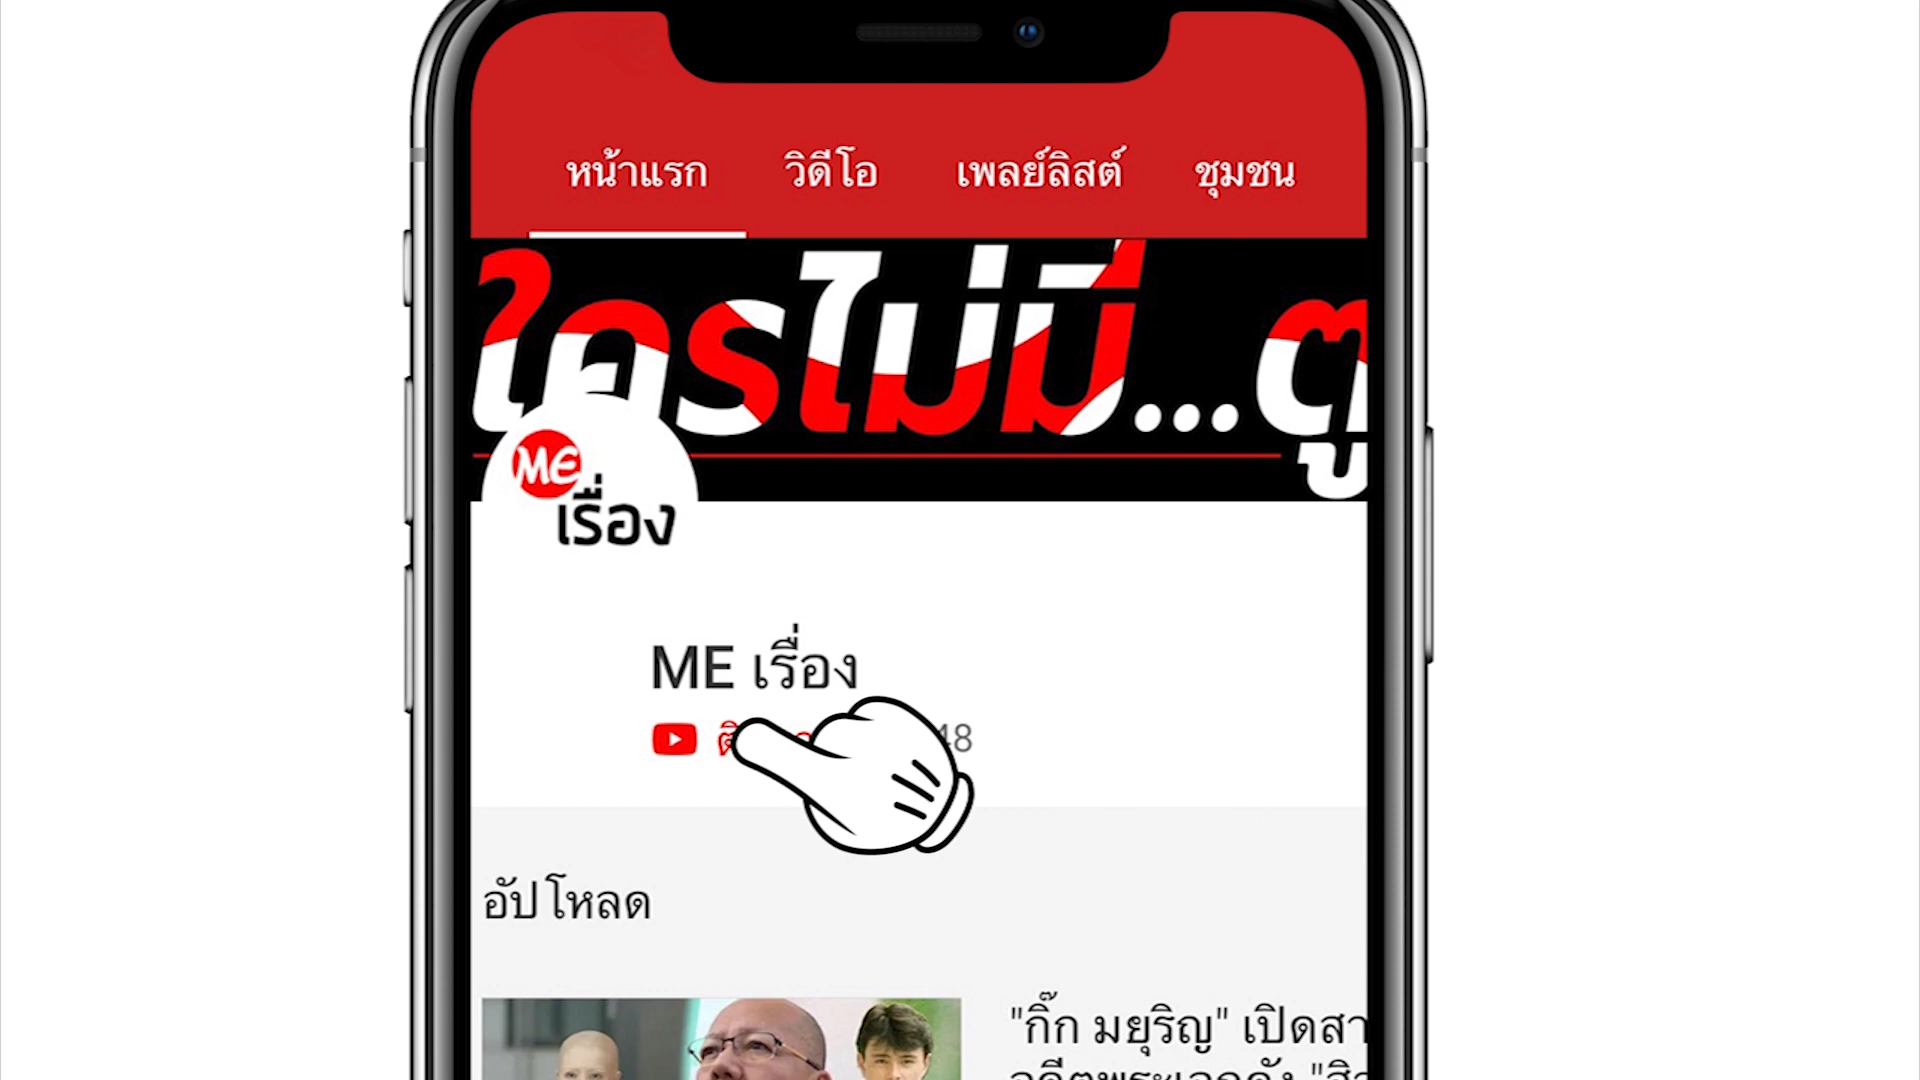 หน้าแรก วิดีโอ เพลย์ลิสต์ ชุมชน
ใครไม่มี...ตู
ME
เรื่อง
ME เรื่อง
48
อัปโหลด
"กิ๊ก มยุริญ" เปิดสา